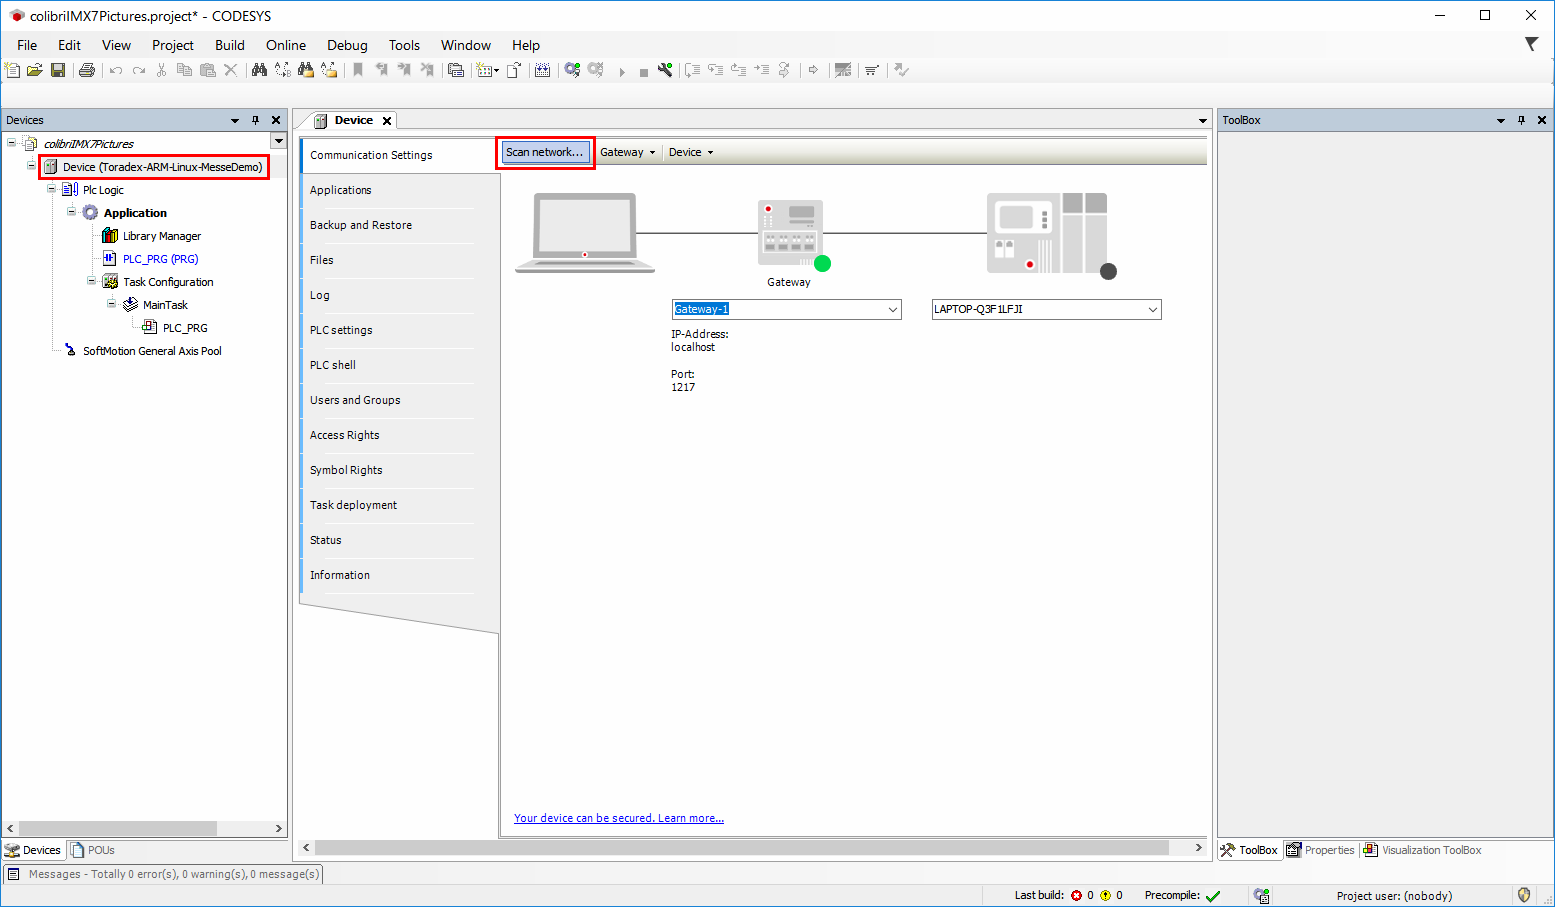 colibriIMX7Pictures.project* - CODESYS
File Edit View Project Build Online Debug Tools Window Help
Devices
colibriIMX7Pictures
Device (Toradex-ARM-Linux-MesseDemo)
Plc Logic
Application
Library Manager
PLC_PRG (PRG)
Task Configuration
MainTask
PLC_PRG
SoftMotion General Axis Pool
Devices POUs
Device
Communication Settings
Applications
Backup and Restore
Files
Log
PLC settings
PLC shell
Users and Groups
Access Rights
Symbol Rights
Task deployment
Status
Information
Scan network... Gateway Device
Gateway
Gateway-1 LAPTOP-Q3F1LFJI
IP-Address:
localhost
Port:
1217
Your device can be secured. Learn more...
ToolBox
ToolBox Properties Visualization ToolBox
Messages - Totally 0 error(s), 0 warning(s), 0 message(s)
Last build: 0 0 Precompile: Project user: (nobody)